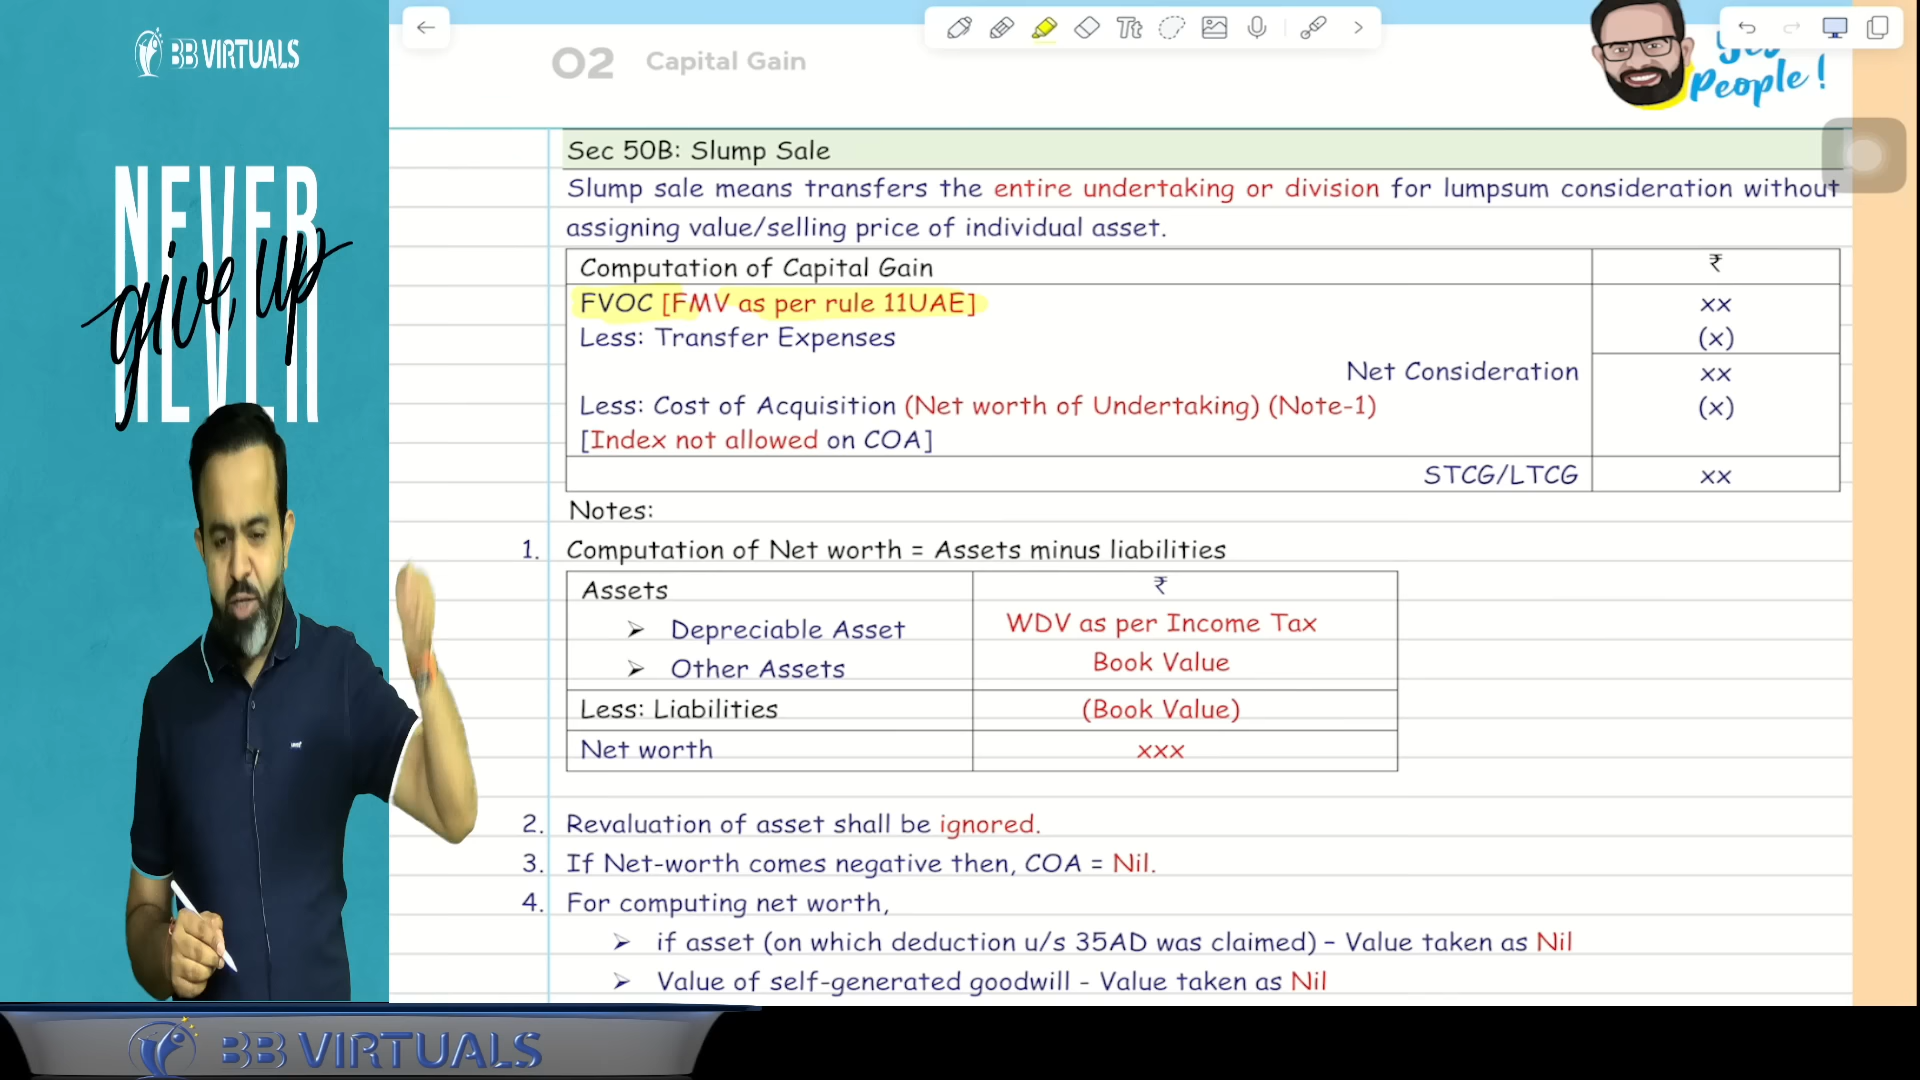 BB VIRTUALS
NEVER
give up
NEVER
02 Capital Gain
Tt
Yes
People !
Sec 50B: Slump Sale
Slump sale means transfers the entire undertaking or division for lumpsum consideration without
assigning value/selling price of individual asset.
Computation of Capital Gain ₹
FVOC [FMV as per rule 11UAE] xx
Less: Transfer Expenses (x)
Net Consideration xx
Less: Cost of Acquisition (Net worth of Undertaking) (Note-1) (x)
[Index not allowed on COA]
STCG/LTCG xx
Notes:
1. Computation of Net worth = Assets minus liabilities
Assets ₹
➢ Depreciable Asset WDV as per Income Tax
➢ Other Assets Book Value
Less: Liabilities (Book Value)
Net worth xxx
2. Revaluation of asset shall be ignored.
3. If Net-worth comes negative then, COA = Nil.
4. For computing net worth,
➢ if asset (on which deduction u/s 35AD was claimed) – Value taken as Nil
➢ Value of self-generated goodwill - Value taken as Nil
BB VIRTUALS